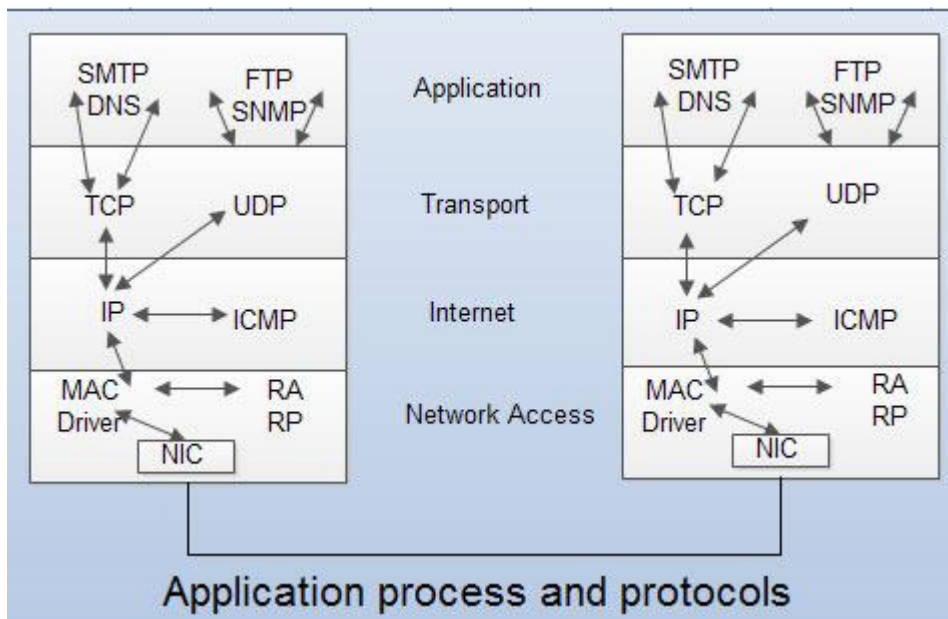 SMTP
DNS
FTP
SNMP
Application
SMTP
DNS
FTP
SNMP
TCP
UDP
Transport
TCP
UDP
IP
ICMP
Internet
IP
ICMP
MAC
Driver
RA
RP
NIC
Network Access
MAC
Driver
RA
RP
NIC
Application process and protocols